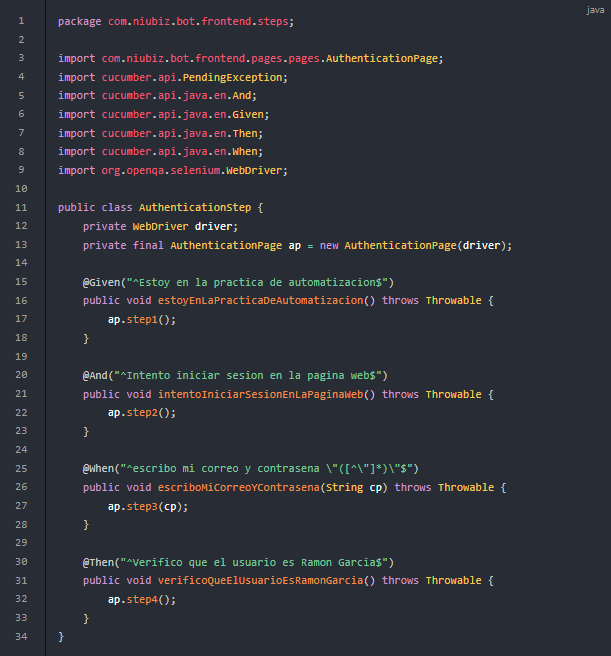 java
1 package com.niubiz.bot.frontend.steps;
2
3 import com.niubiz.bot.frontend.pages.pages.AuthenticationPage;
4 import cucumber.api.PendingException;
5 import cucumber.api.java.en.And;
6 import cucumber.api.java.en.Given;
7 import cucumber.api.java.en.Then;
8 import cucumber.api.java.en.When;
9 import org.openqa.selenium.WebDriver;
10
11 public class AuthenticationStep {
12     private WebDriver driver;
13     private final AuthenticationPage ap = new AuthenticationPage(driver);
14
15     @Given("^Estoy en la practica de automatizacion$")
16     public void estoyEnLaPracticaDeAutomatizacion() throws Throwable {
17         ap.step1();
18     }
19
20     @And("^Intento iniciar sesion en la pagina web$")
21     public void intentoIniciarSesionEnLaPaginaWeb() throws Throwable {
22         ap.step2();
23     }
24
25     @When("^escribo mi correo y contrasena \"([^\"]*)\"$")
26     public void escriboMiCorreoYContrasena(String cp) throws Throwable {
27         ap.step3(cp);
28     }
29
30     @Then("^Verifico que el usuario es Ramon Garcia$")
31     public void verificoQueElUsuarioEsRamonGarcia() throws Throwable {
32         ap.step4();
33     }
34 }